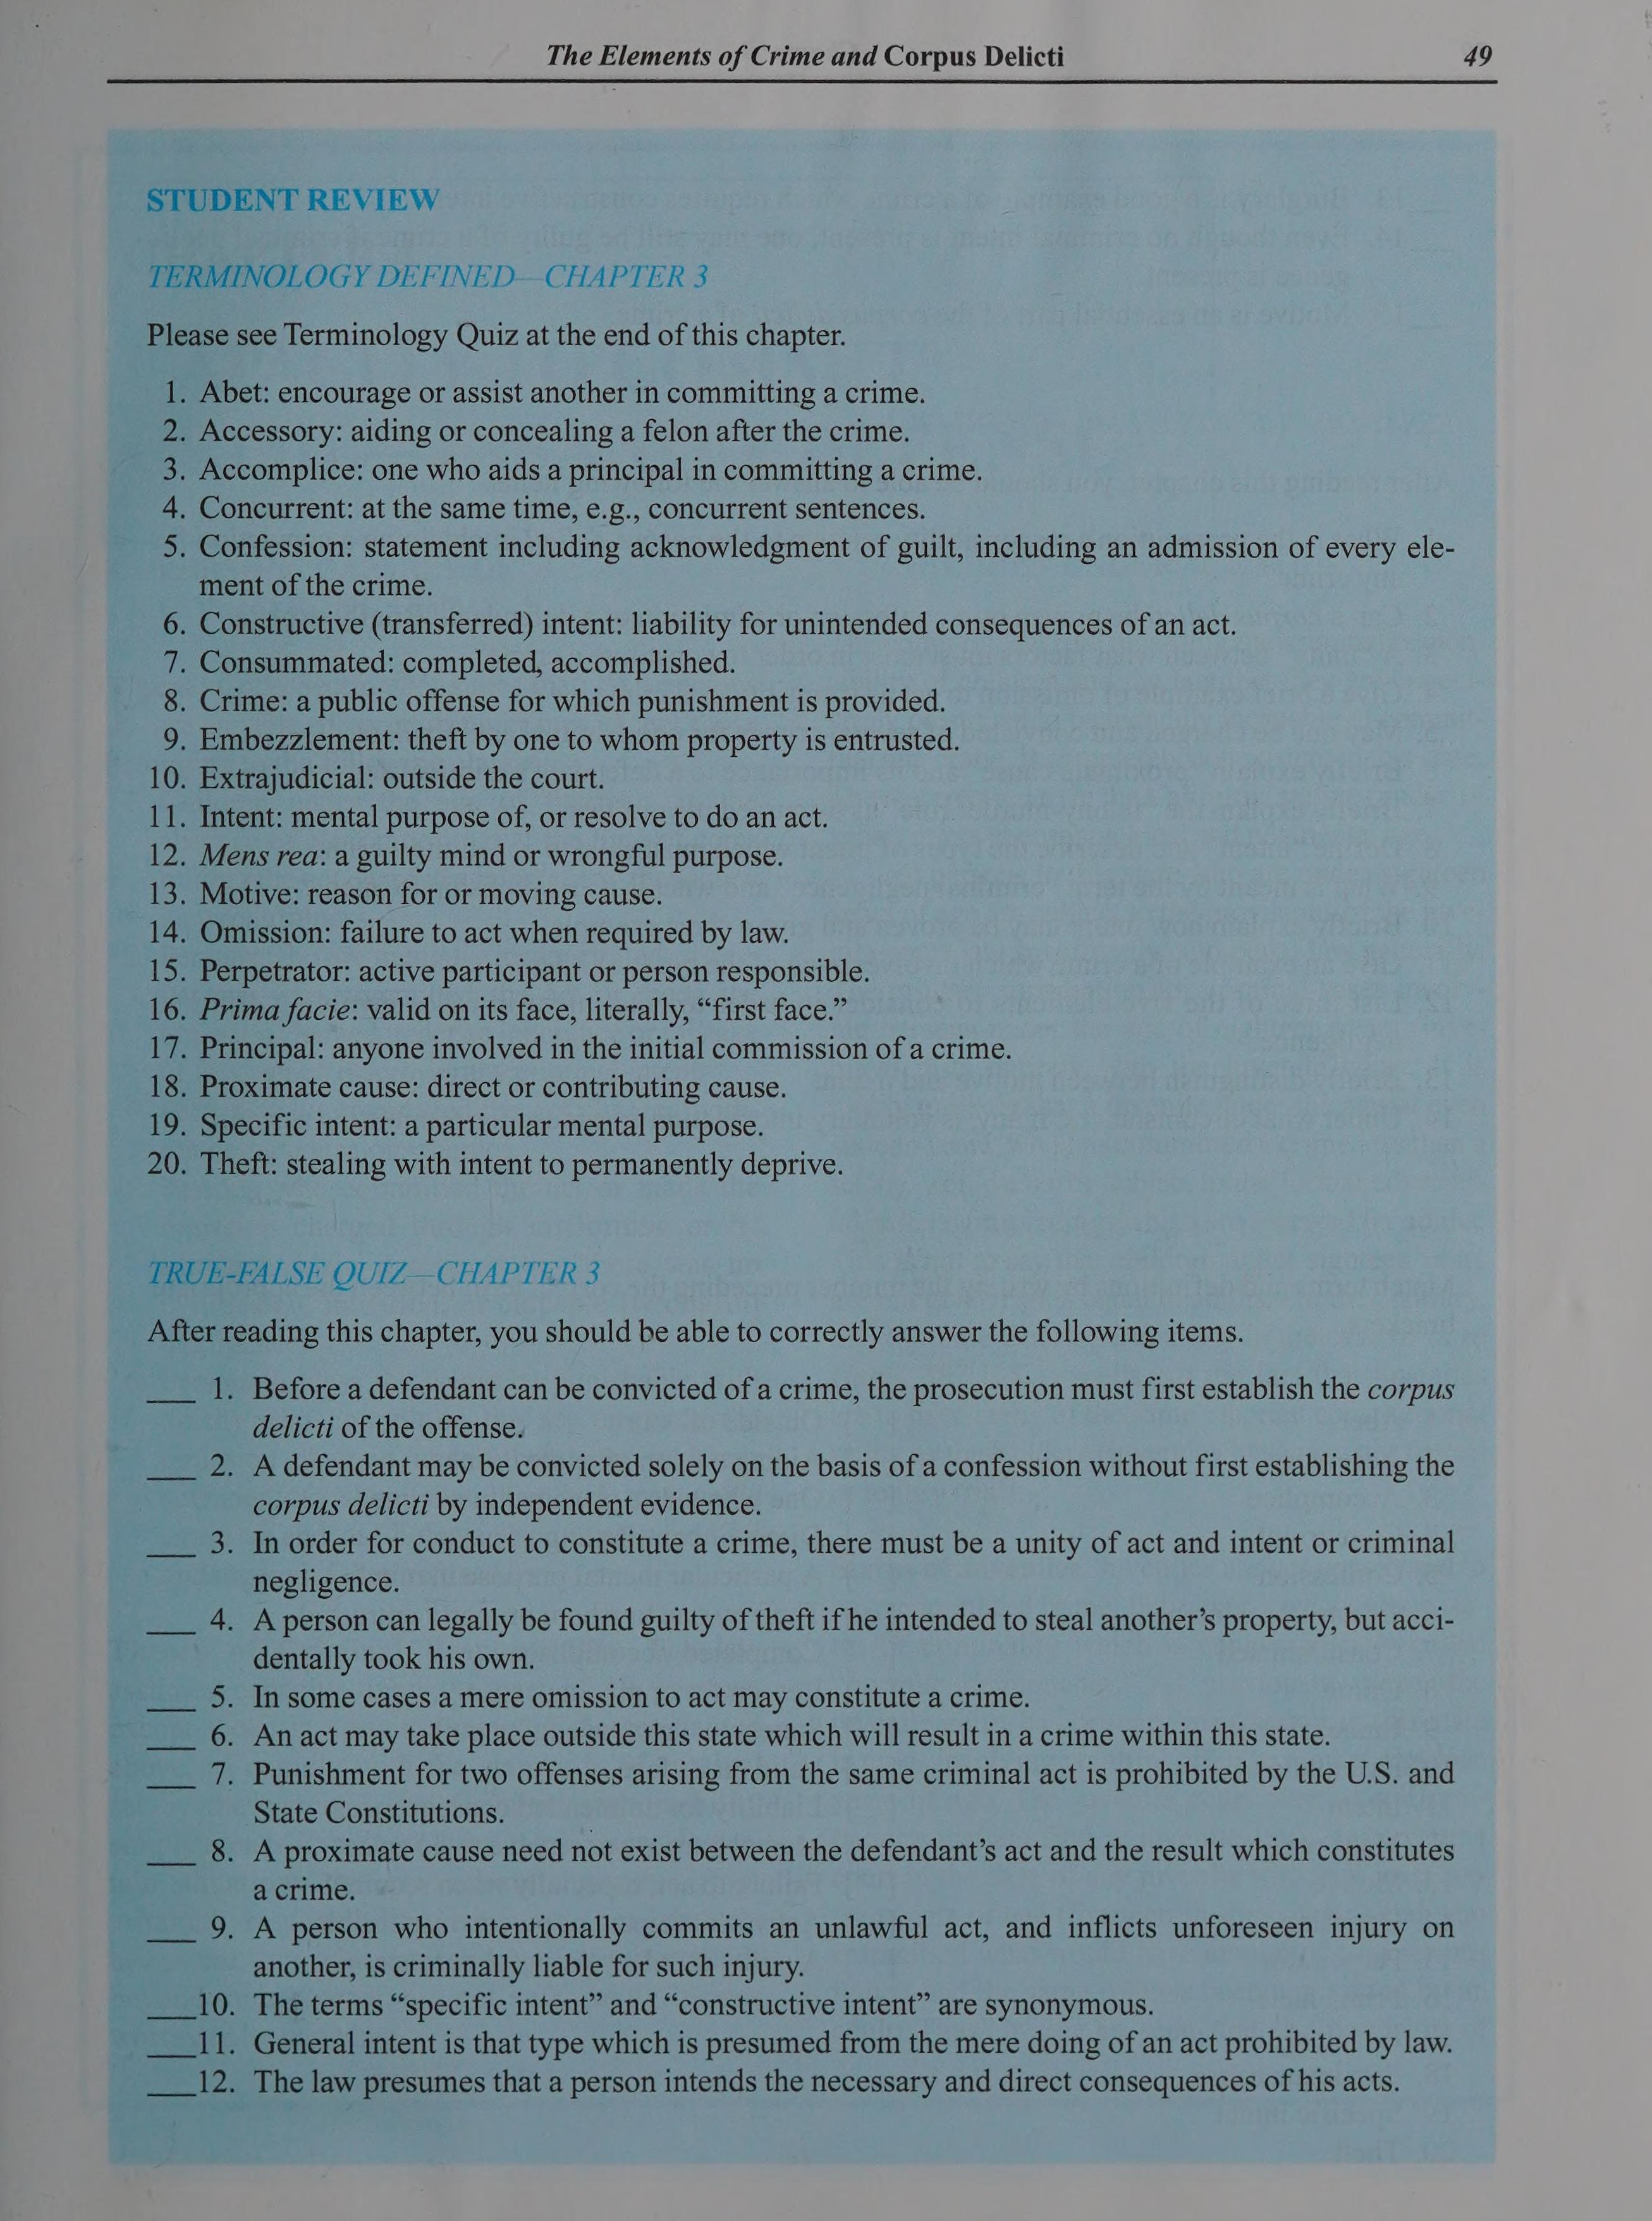 The Elements of Crime and Corpus Delicti 49
STUDENT REVIEW
TERMINOLOGY DEFINED—CHAPTER 3
Please see Terminology Quiz at the end of this chapter.
1. Abet: encourage or assist another in committing a crime.
2. Accessory: aiding or concealing a felon after the crime.
3. Accomplice: one who aids a principal in committing a crime.
4. Concurrent: at the same time, e.g., concurrent sentences.
5. Confession: statement including acknowledgment of guilt, including an admission of every ele-
ment of the crime.
6. Constructive (transferred) intent: liability for unintended consequences of an act.
7. Consummated: completed, accomplished.
8. Crime: a public offense for which punishment is provided.
9. Embezzlement: theft by one to whom property is entrusted.
10. Extrajudicial: outside the court.
11. Intent: mental purpose of, or resolve to do an act.
12. Mens rea: a guilty mind or wrongful purpose.
13. Motive: reason for or moving cause.
14. Omission: failure to act when required by law.
15. Perpetrator: active participant or person responsible.
16. Prima facie: valid on its face, literally, “first face.”
17. Principal: anyone involved in the initial commission of a crime.
18. Proximate cause: direct or contributing cause.
19. Specific intent: a particular mental purpose.
20. Theft: stealing with intent to permanently deprive.
TRUE-FALSE QUIZ—CHAPTER 3
After reading this chapter, you should be able to correctly answer the following items.
___ 1. Before a defendant can be convicted of a crime, the prosecution must first establish the corpus
delicti of the offense.
___ 2. A defendant may be convicted solely on the basis of a confession without first establishing the
corpus delicti by independent evidence.
___ 3. In order for conduct to constitute a crime, there must be a unity of act and intent or criminal
negligence.
___ 4. A person can legally be found guilty of theft if he intended to steal another’s property, but acci-
dentally took his own.
___ 5. In some cases a mere omission to act may constitute a crime.
___ 6. An act may take place outside this state which will result in a crime within this state.
___ 7. Punishment for two offenses arising from the same criminal act is prohibited by the U.S. and
State Constitutions.
___ 8. A proximate cause need not exist between the defendant’s act and the result which constitutes
a crime.
___ 9. A person who intentionally commits an unlawful act, and inflicts unforeseen injury on
another, is criminally liable for such injury.
___10. The terms “specific intent” and “constructive intent” are synonymous.
___11. General intent is that type which is presumed from the mere doing of an act prohibited by law.
___12. The law presumes that a person intends the necessary and direct consequences of his acts.